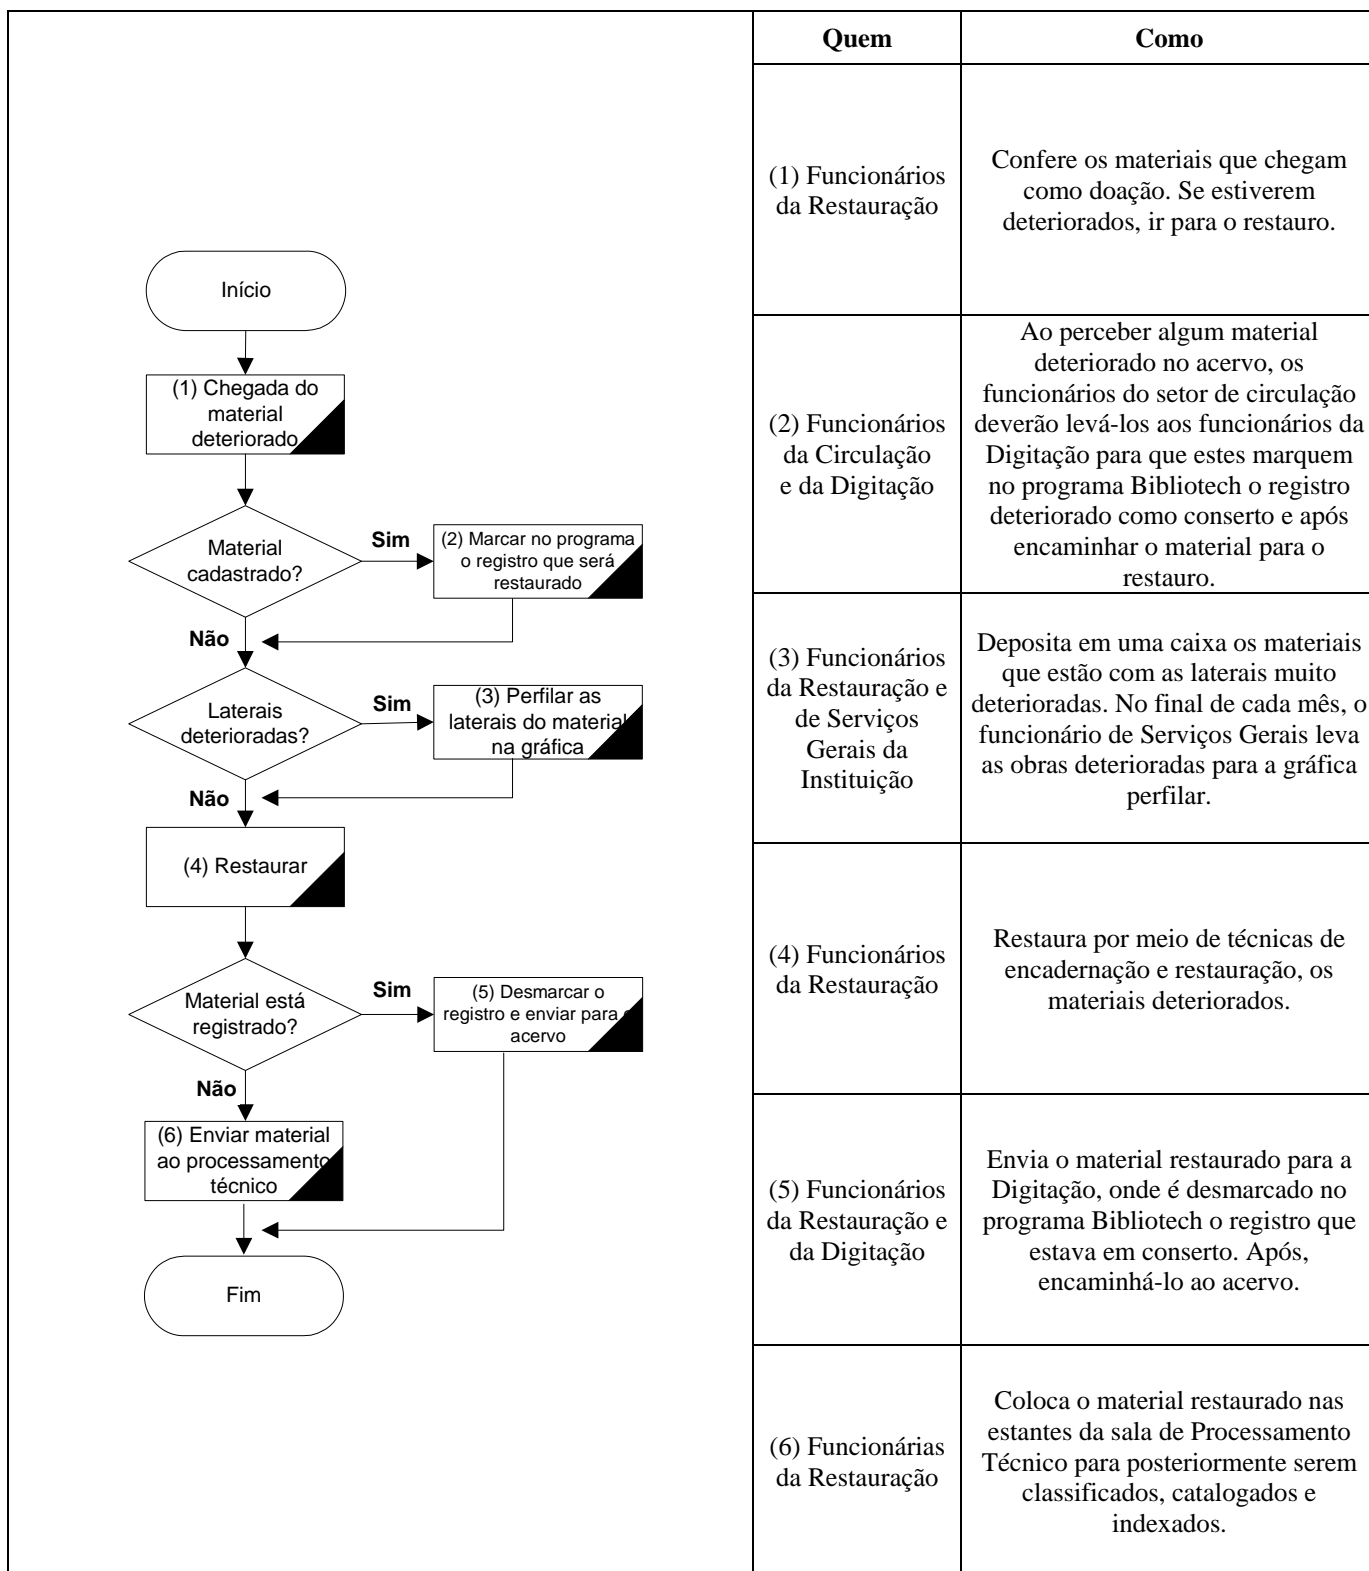 Quem
Como
Início
(1) Chegada do
material
deteriorado
Material
cadastrado?
Sim
(2) Marcar no programa
o registro que será
restaurado
Não
Laterais
deterioradas?
Sim
(3) Perfilar as
laterais do material
na gráfica
Não
(4) Restaurar
Material está
registrado?
Sim
(5) Desmarcar o
registro e enviar para o
acervo
Não
(6) Enviar material
ao processamento
técnico
Fim
(1) Funcionários
da Restauração
Confere os materiais que chegam
como doação. Se estiverem
deteriorados, ir para o restauro.
(2) Funcionários
da Circulação
e da Digitação
Ao perceber algum material
deteriorado no acervo, os
funcionários do setor de circulação
deverão levá-los aos funcionários da
Digitação para que estes marquem
no programa Bibliotech o registro
deteriorado como conserto e após
encaminhar o material para o
restauro.
(3) Funcionários
da Restauração e
de Serviços
Gerais da
Instituição
Deposita em uma caixa os materiais
que estão com as laterais muito
deterioradas. No final de cada mês, o
funcionário de Serviços Gerais leva
as obras deterioradas para a gráfica
perfilar.
(4) Funcionários
da Restauração
Restaura por meio de técnicas de
encadernação e restauração, os
materiais deteriorados.
(5) Funcionários
da Restauração e
da Digitação
Envia o material restaurado para a
Digitação, onde é desmarcado no
programa Bibliotech o registro que
estava em conserto. Após,
encaminhá-lo ao acervo.
(6) Funcionárias
da Restauração
Coloca o material restaurado nas
estantes da sala de Processamento
Técnico para posteriormente serem
classificados, catalogados e
indexados.